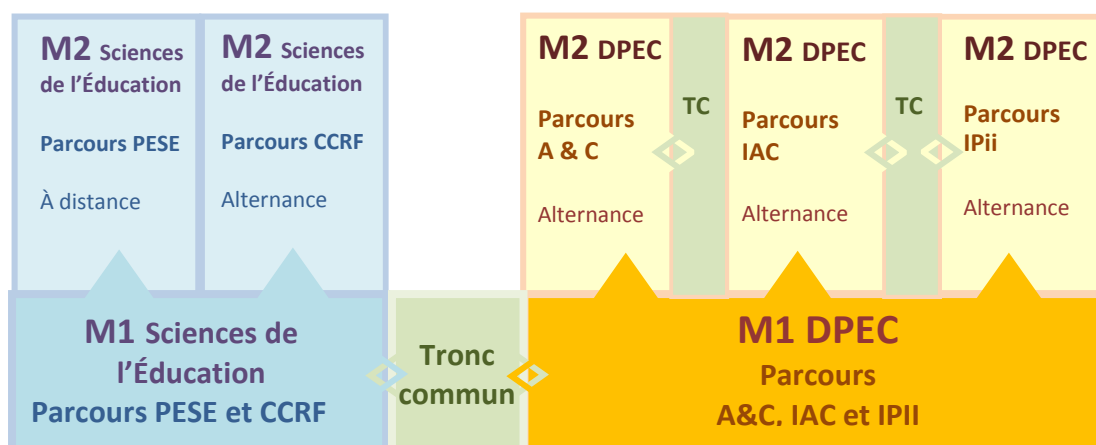 M2 Sciences
de l'Éducation
Parcours PESE
À distance
M2 Sciences
de l'Éducation
Parcours CCRF
Alternance
M2 DPEC
Parcours
A & C
Alternance
TC
M2 DPEC
Parcours
IAC
Alternance
TC
M2 DPEC
Parcours
IPii
Alternance
M1 Sciences de
l'Éducation
Parcours PESE et CCRF
Tronc
commun
M1 DPEC
Parcours
A&C, IAC et IPII